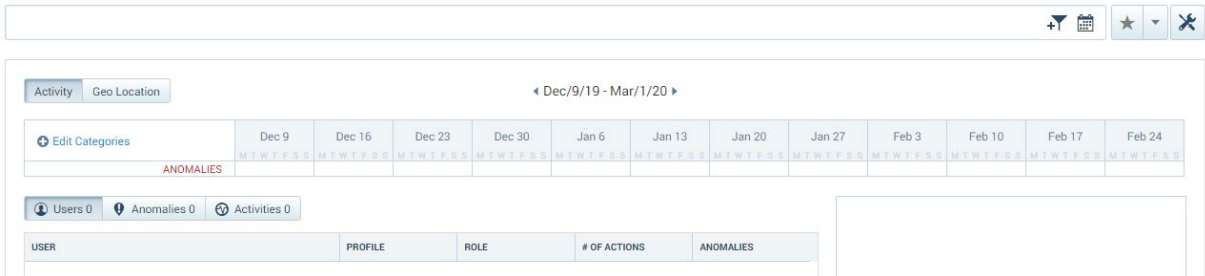 Activity Geo Location Dec/9/19 - Mar/1/20
Edit Categories Dec 9 Dec 16 Dec 23 Dec 30 Jan 6 Jan 13 Jan 20 Jan 27 Feb 3 Feb 10 Feb 17 Feb 24
M T W T F S S M T W T F S S M T W T F S S M T W T F S S M T W T F S S M T W T F S S M T W T F S S M T W T F S S M T W T F S S M T W T F S S M T W T F S S M T W T F S S
ANOMALIES
Users 0 Anomalies 0 Activities 0
USER PROFILE ROLE # OF ACTIONS ANOMALIES